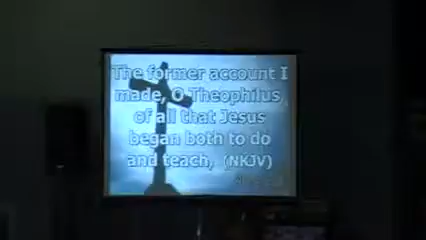 The former account I
made, O Theophilus
of all that Jesus
began both to do
and teach, (NKJV)